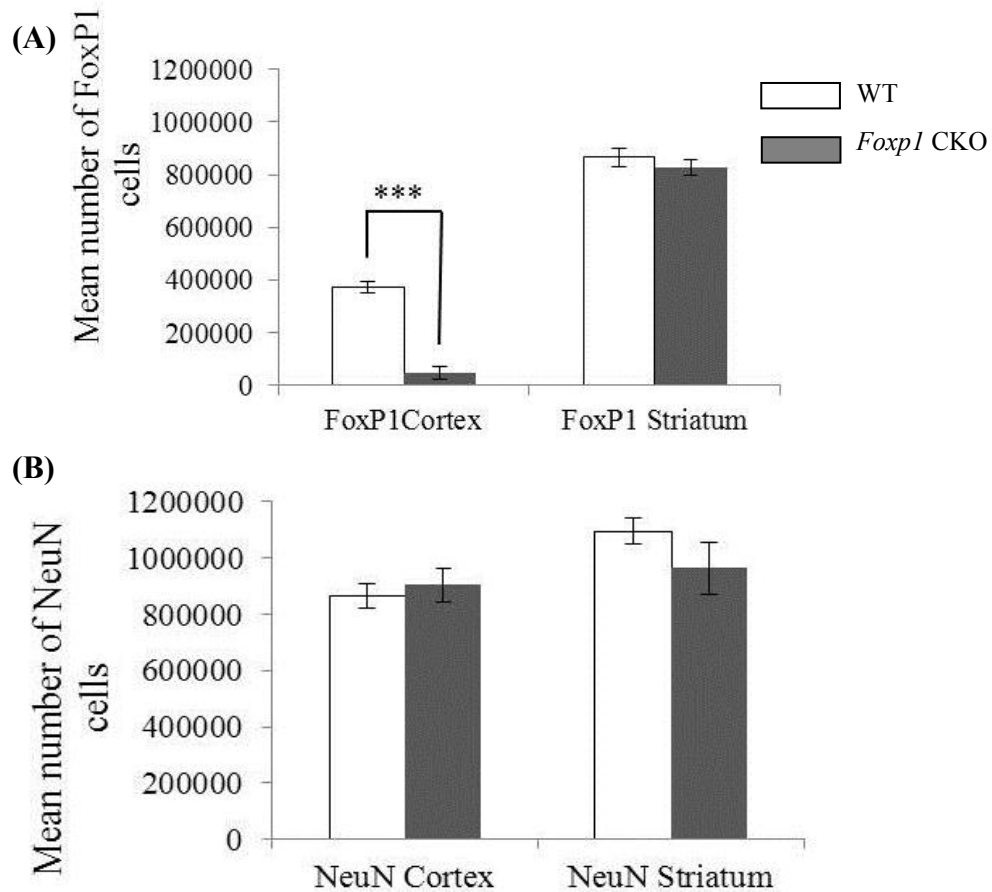 (A)
Mean number of FoxP1
cells
1200000
1000000
800000
600000
400000
200000
0
***
FoxP1Cortex
FoxP1 Striatum
WT
Foxp1 CKO
(B)
Mean number of NeuN
cells
1200000
1000000
800000
600000
400000
200000
0
NeuN Cortex
NeuN Striatum